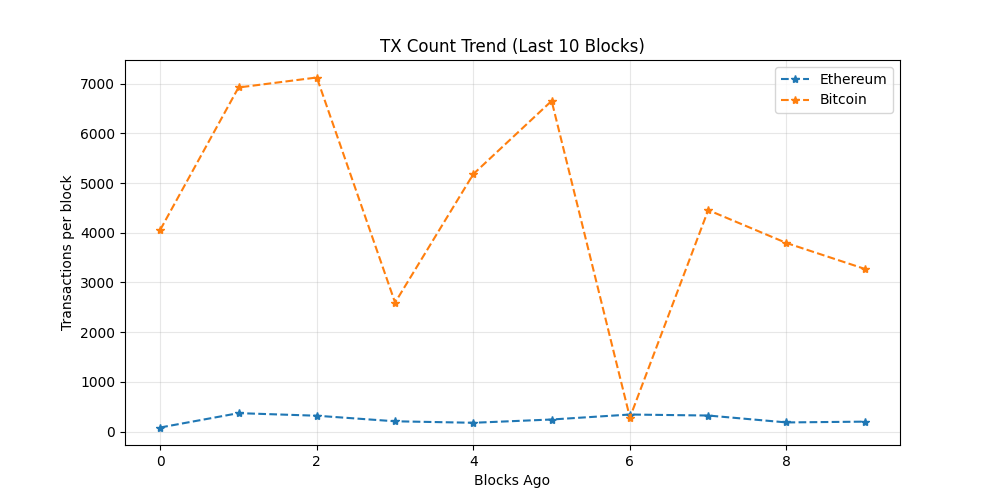 TX Count Trend (Last 10 Blocks)
Ethereum
Bitcoin
7000
6000
5000
4000
3000
2000
1000
0
Transactions per block
0 2 4 6 8
Blocks Ago